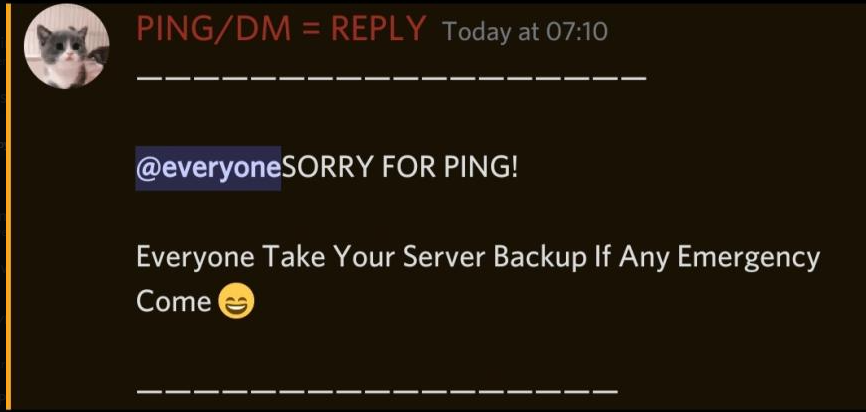 PING/DM = REPLY Today at 07:10
— — — — — — — — — — — — — — — — — —
@everyoneSORRY FOR PING!
Everyone Take Your Server Backup If Any Emergency
Come 😄
— — — — — — — — — — — — — — — — —